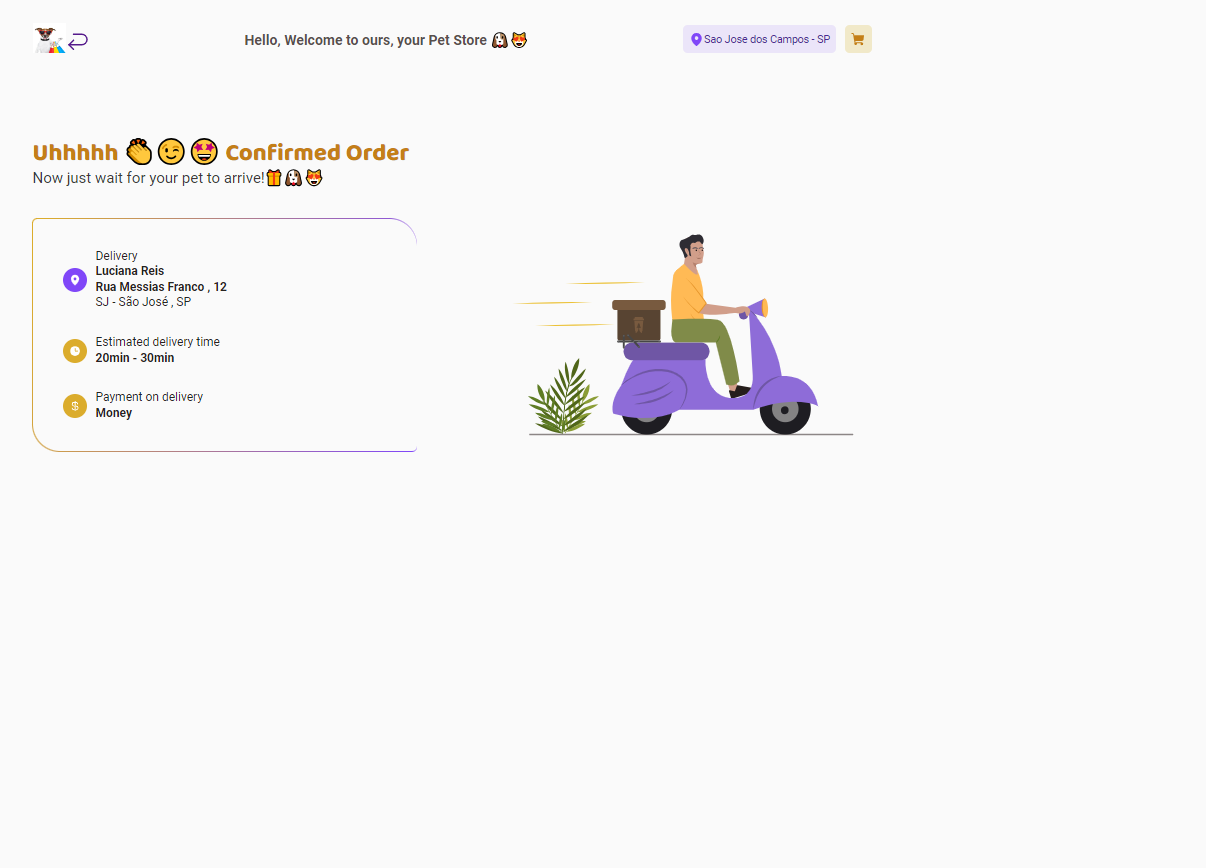 Hello, Welcome to ours, your Pet Store 🐶😻
Sao Jose dos Campos - SP
Uhhhhh 👏😉🤩 Confirmed Order
Now just wait for your pet to arrive!🎁🐶😻
Delivery
Luciana Reis
Rua Messias Franco , 12
SJ - São José , SP
Estimated delivery time
20min - 30min
Payment on delivery
Money